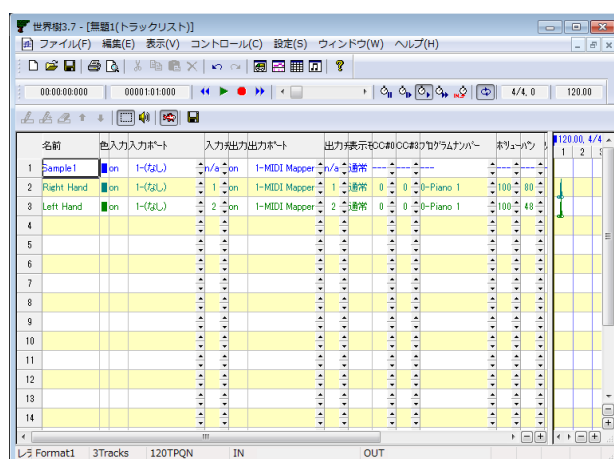 世界樹3.7 - [無題1(トラックリスト)]
ファイル(F) 編集(E) 表示(V) コントロール(C) 設定(S) ウィンドウ(W) ヘルプ(H)
00:00:00:000 00001:01:000 4/4, 0 120.00
名前 色 入力 入力ポート 入力チ 出力 出力ポート 出力チ 表示モ CC#0 CC#32 プログラムナンバー ボリューム パン 120.00, 4/4
1 2 3
1 Sample1 on 1-(なし) n/a on 1-MIDI Mapper n/a 通常 --- --- --- --- ---
2 Right Hand on 1-(なし) 1 on 1-MIDI Mapper 1 通常 0 0 0-Piano 1 100 80
3 Left Hand on 1-(なし) 2 on 1-MIDI Mapper 2 通常 0 0 0-Piano 1 100 48
4
5
6
7
8
9
10
11
12
13
14
Format1 3Tracks 120TPQN IN OUT